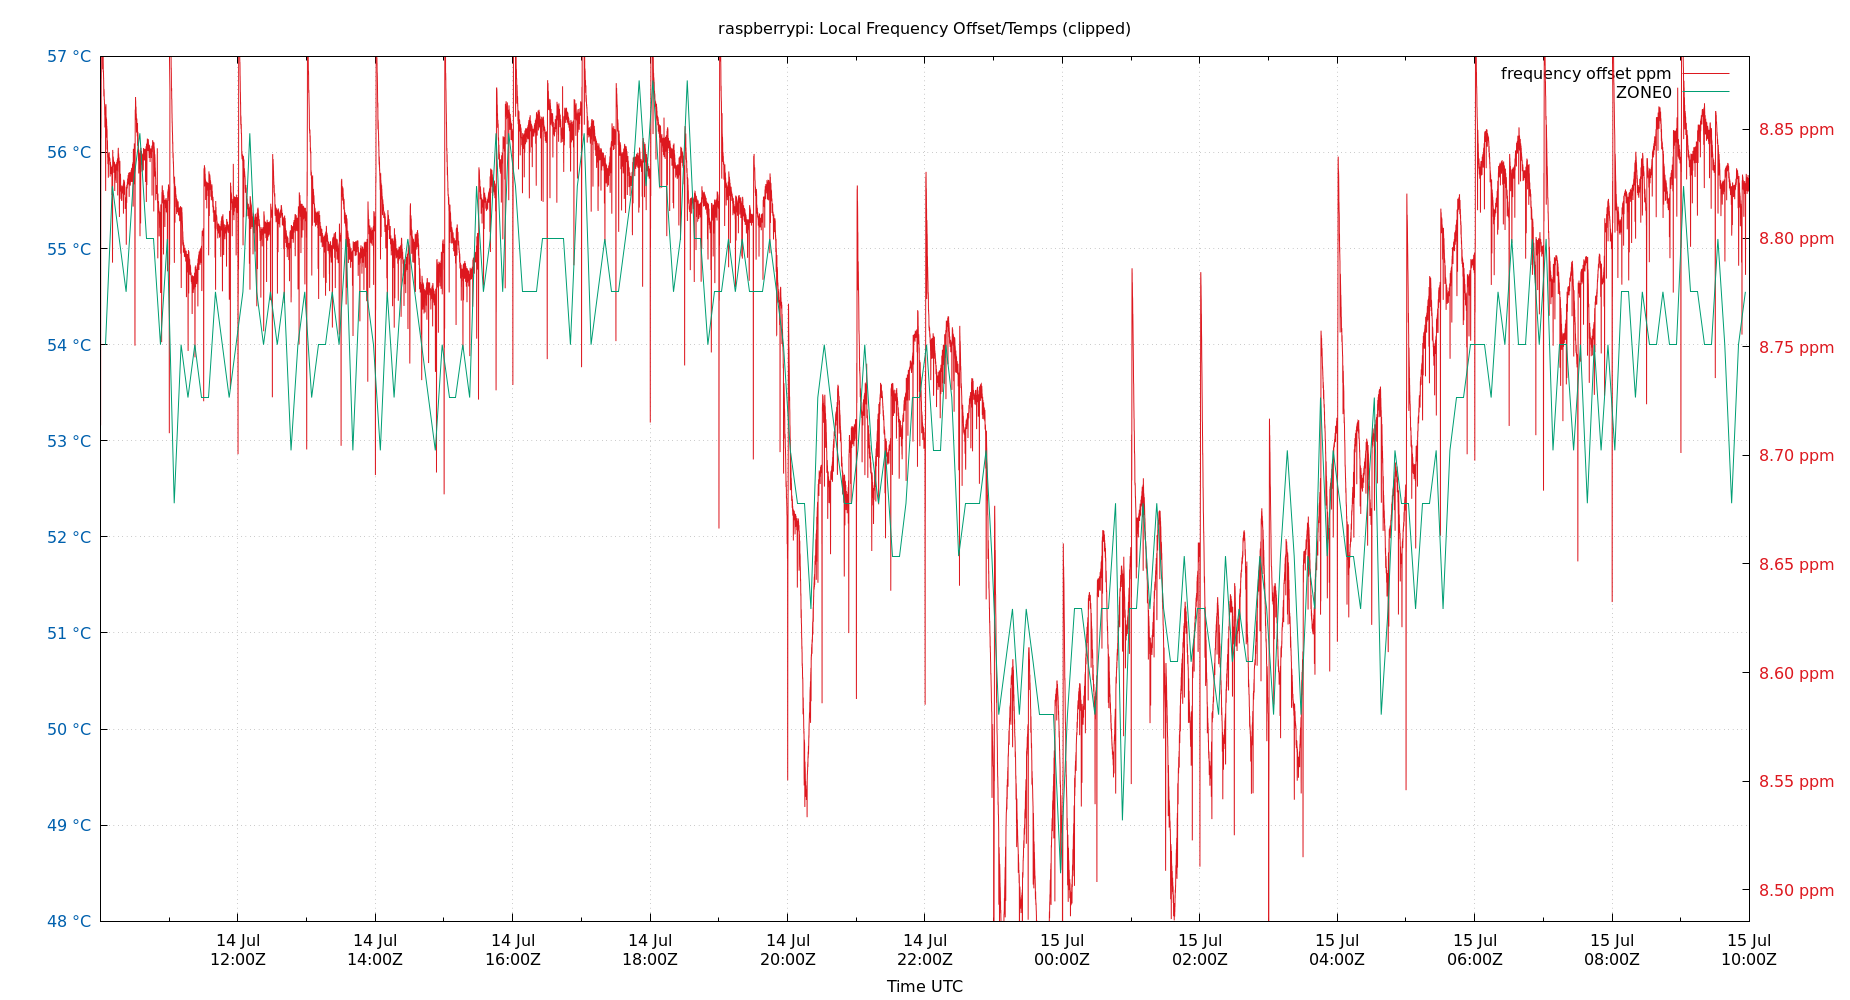 raspberrypi: Local Frequency Offset/Temps (clipped)
57 °C
56 °C
55 °C
54 °C
53 °C
52 °C
51 °C
50 °C
49 °C
48 °C
frequency offset ppm
ZONE0
8.85 ppm
8.80 ppm
8.75 ppm
8.70 ppm
8.65 ppm
8.60 ppm
8.55 ppm
8.50 ppm
14 Jul
12:00Z
14 Jul
14:00Z
14 Jul
16:00Z
14 Jul
18:00Z
14 Jul
20:00Z
14 Jul
22:00Z
15 Jul
00:00Z
15 Jul
02:00Z
15 Jul
04:00Z
15 Jul
06:00Z
15 Jul
08:00Z
15 Jul
10:00Z
Time UTC